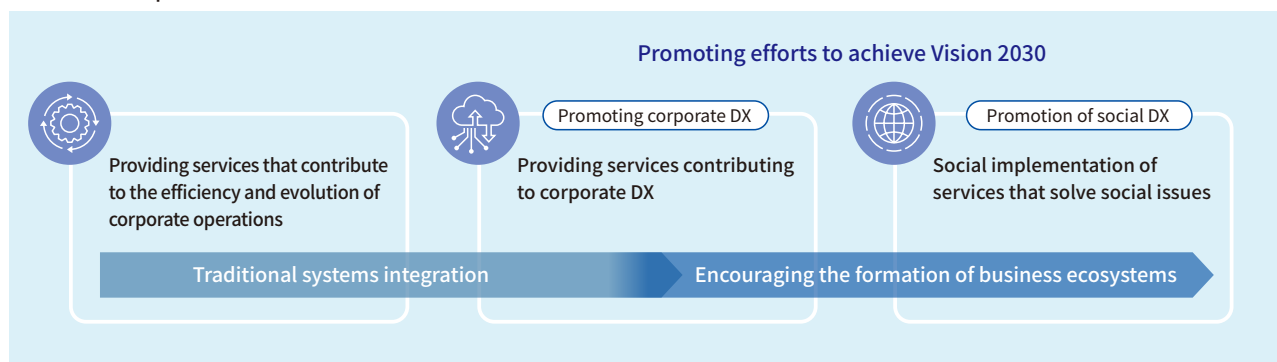 Promoting efforts to achieve Vision 2030
Providing services that contribute
to the efficiency and evolution of
corporate operations
Promoting corporate DX
Providing services contributing
to corporate DX
Promotion of social DX
Social implementation of
services that solve social issues
Traditional systems integration
Encouraging the formation of business ecosystems